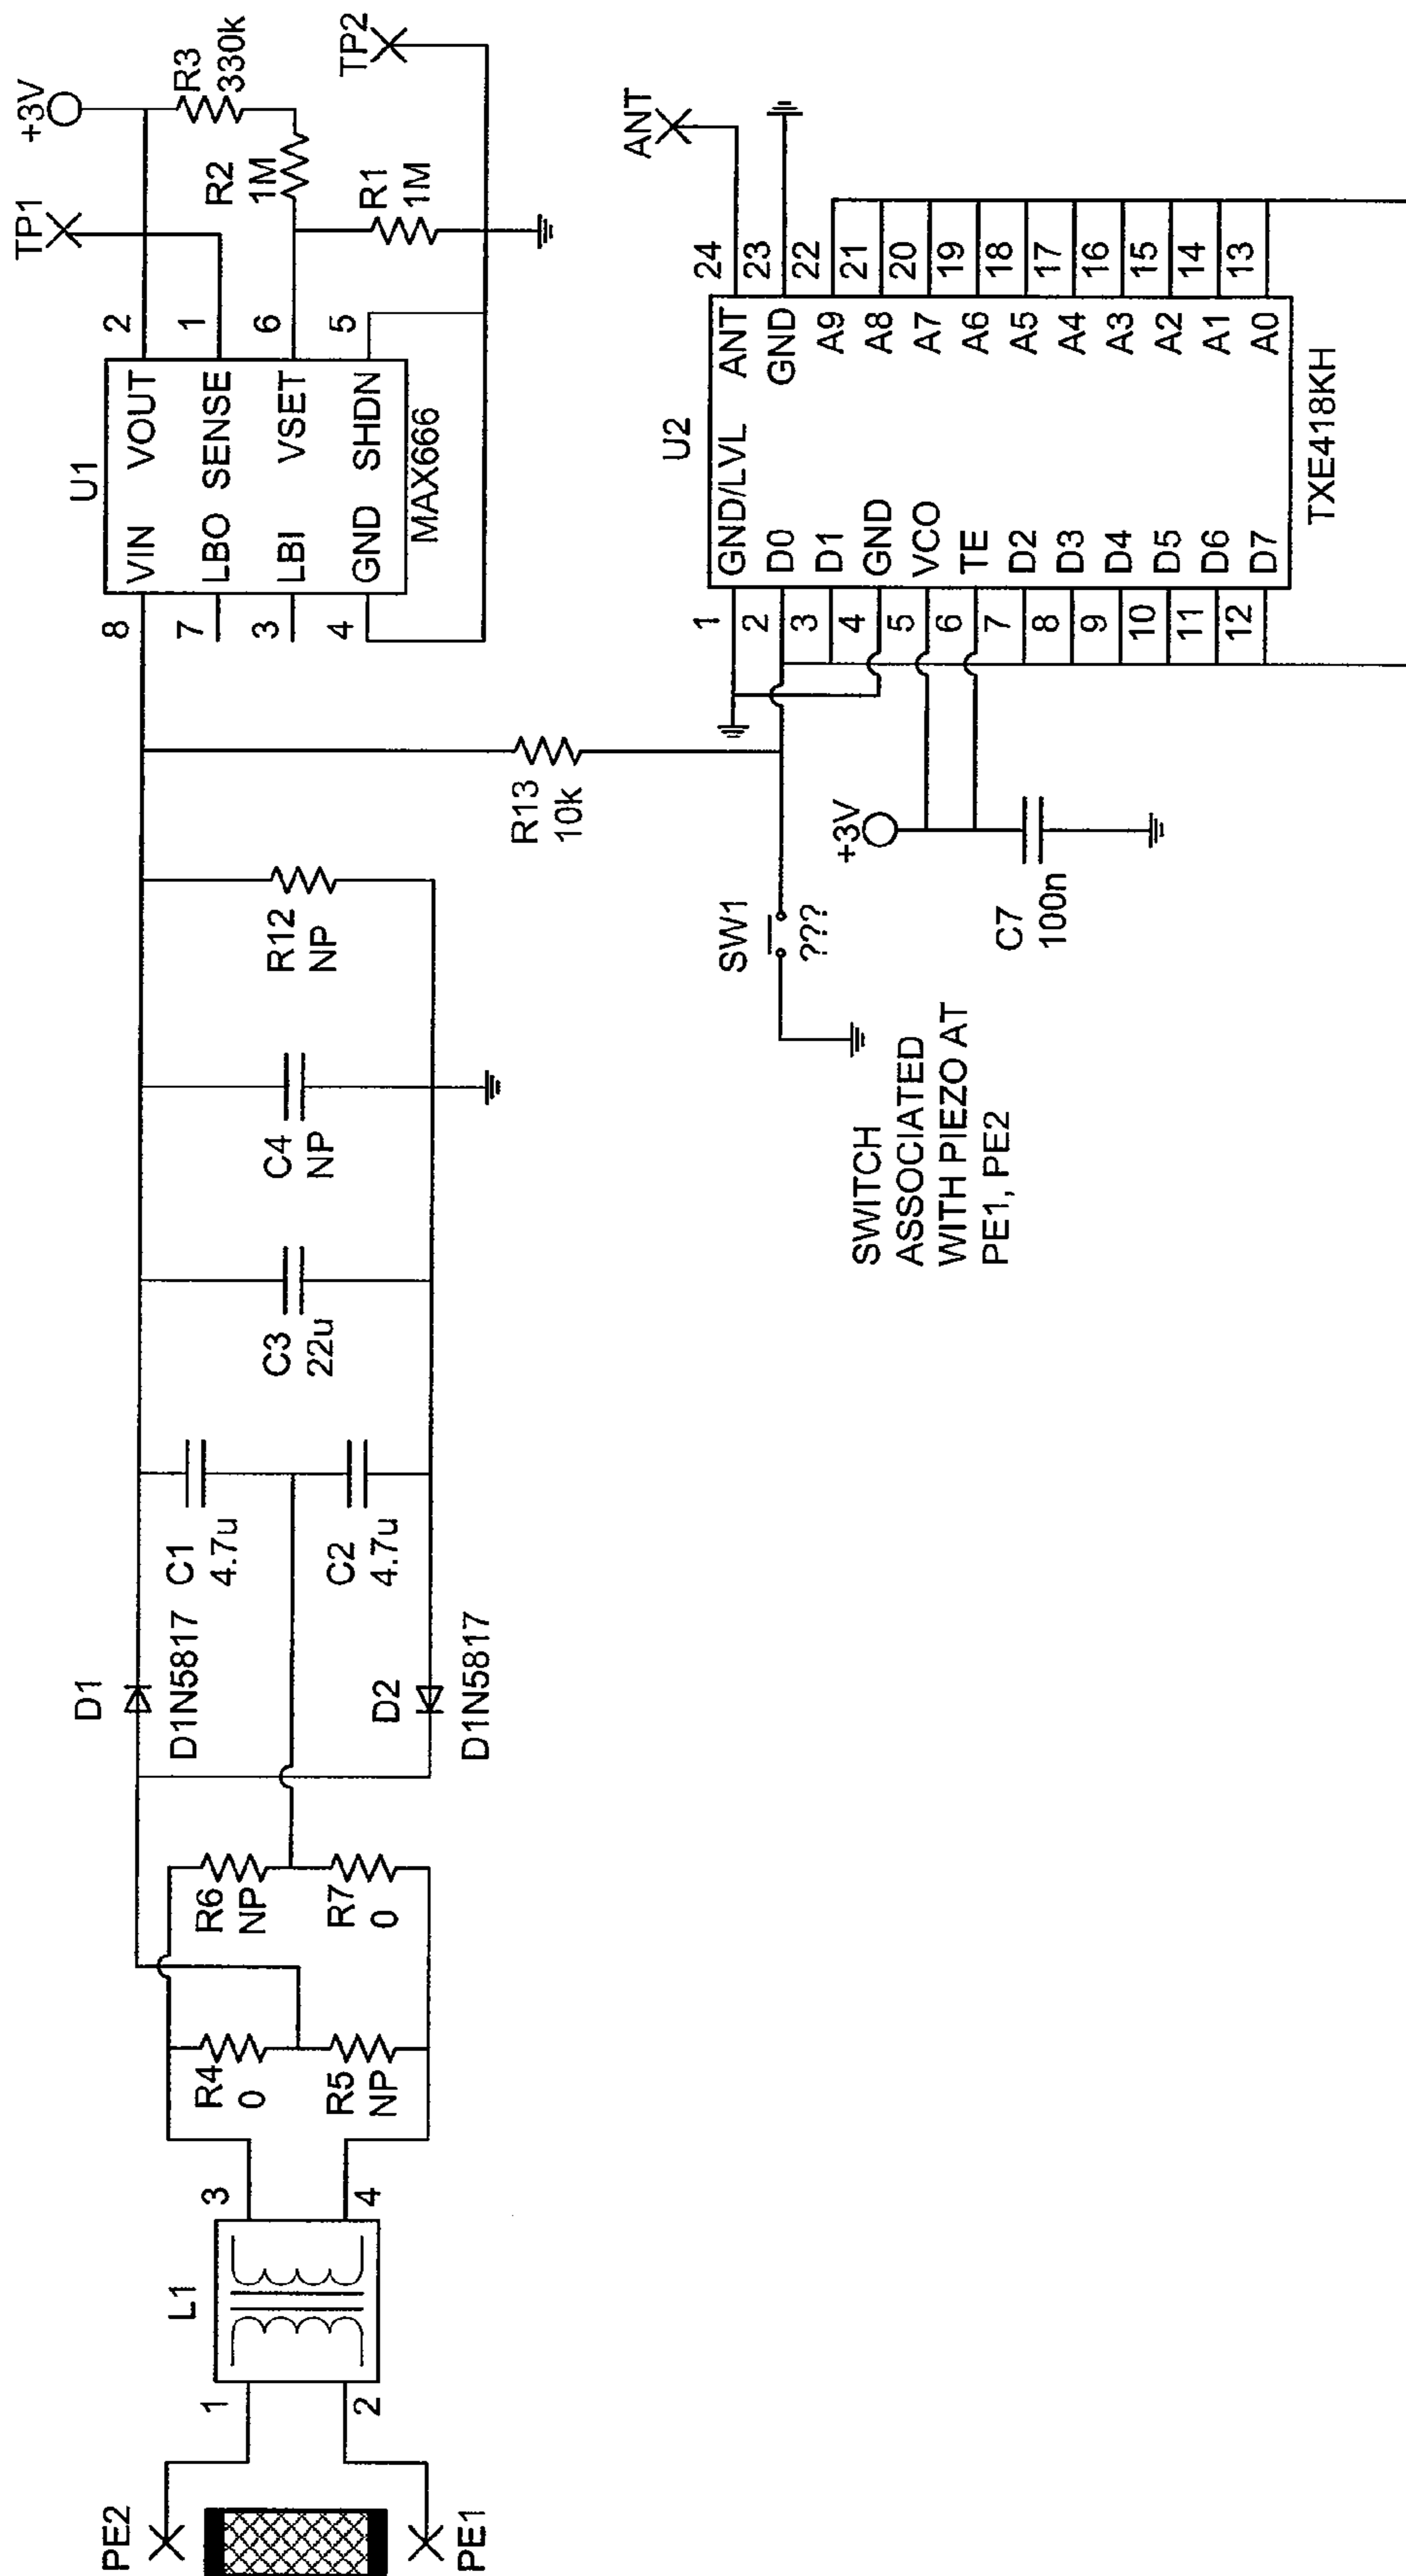 PE2
PE1
1
2
L1
3
4
R4
0
R5
NP
R6
NP
R7
0
D1
D1N5817
D2
D1N5817
C1
4.7u
C2
4.7u
C3
22u
C4
NP
R12
NP
R13
10k
U1
8
7
3
4
VIN VOUT
LBO SENSE
LBI VSET
GND SHDN
MAX666
2
1
6
5
TP1
+3V
R3
330k
R2
1M
R1
1M
TP2
SWITCH
ASSOCIATED
WITH PIEZO AT
PE1, PE2
SW1
???
+3V
C7
100n
U2
1
2
3
4
5
6
7
8
9
10
11
12
GND/LVL ANT
D0 GND
D1 A9
GND A8
VCO A7
TE A6
D2 A5
D3 A4
D4 A3
D5 A2
D6 A1
D7 A0
TXE418KH
24
23
22
21
20
19
18
17
16
15
14
13
ANT